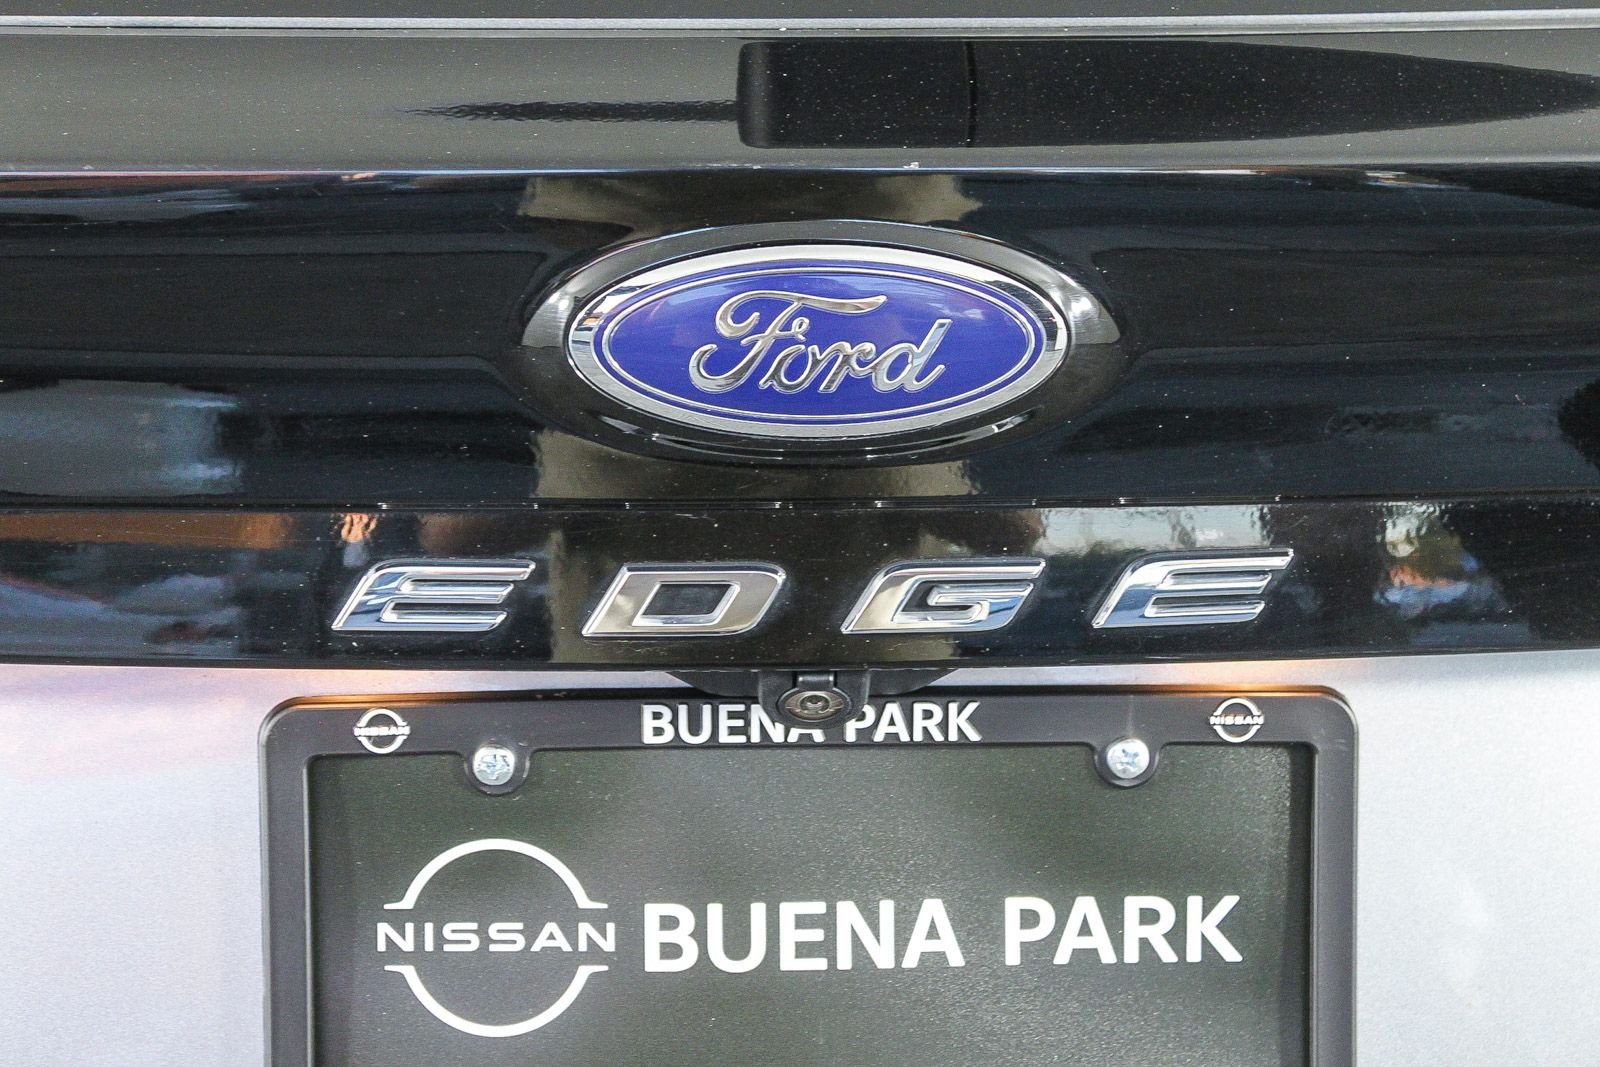 Ford
EDGE
NISSAN BUENA PARK NISSAN
NISSAN BUENA PARK